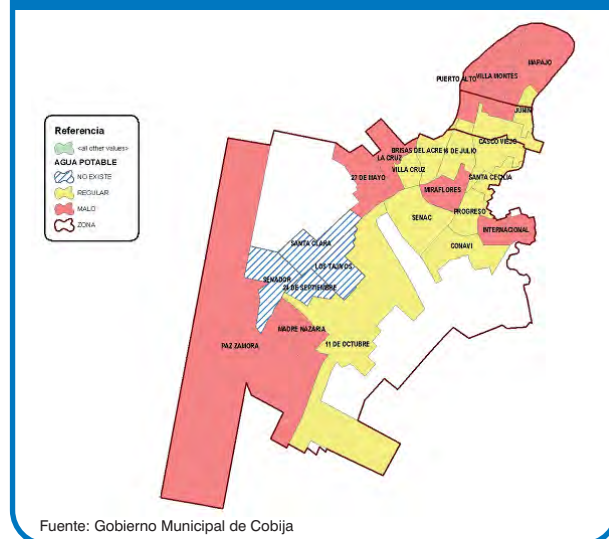 MAPAJO
PUERTO ALTO VILLA MONTES
JUNIN
CASCO VIEJO
BRISAS DEL ACRE 16 DE JULIO
LA CRUZ
VILLA CRUZ
SANTA CECILIA
27 DE MAYO
MIRAFLORES
PROGRESO
SENAC
INTERNACIONAL
CONAVI
SANTA CLARA
LOS TAJIVOS
SENADOR
24 DE SEPTIEMBRE
MADRE NAZARIA
PAZ ZAMORA
11 DE OCTUBRE
Referencia
<all other values>
AGUA POTABLE
NO EXISTE
REGULAR
MALO
ZONA
Fuente: Gobierno Municipal de Cobija